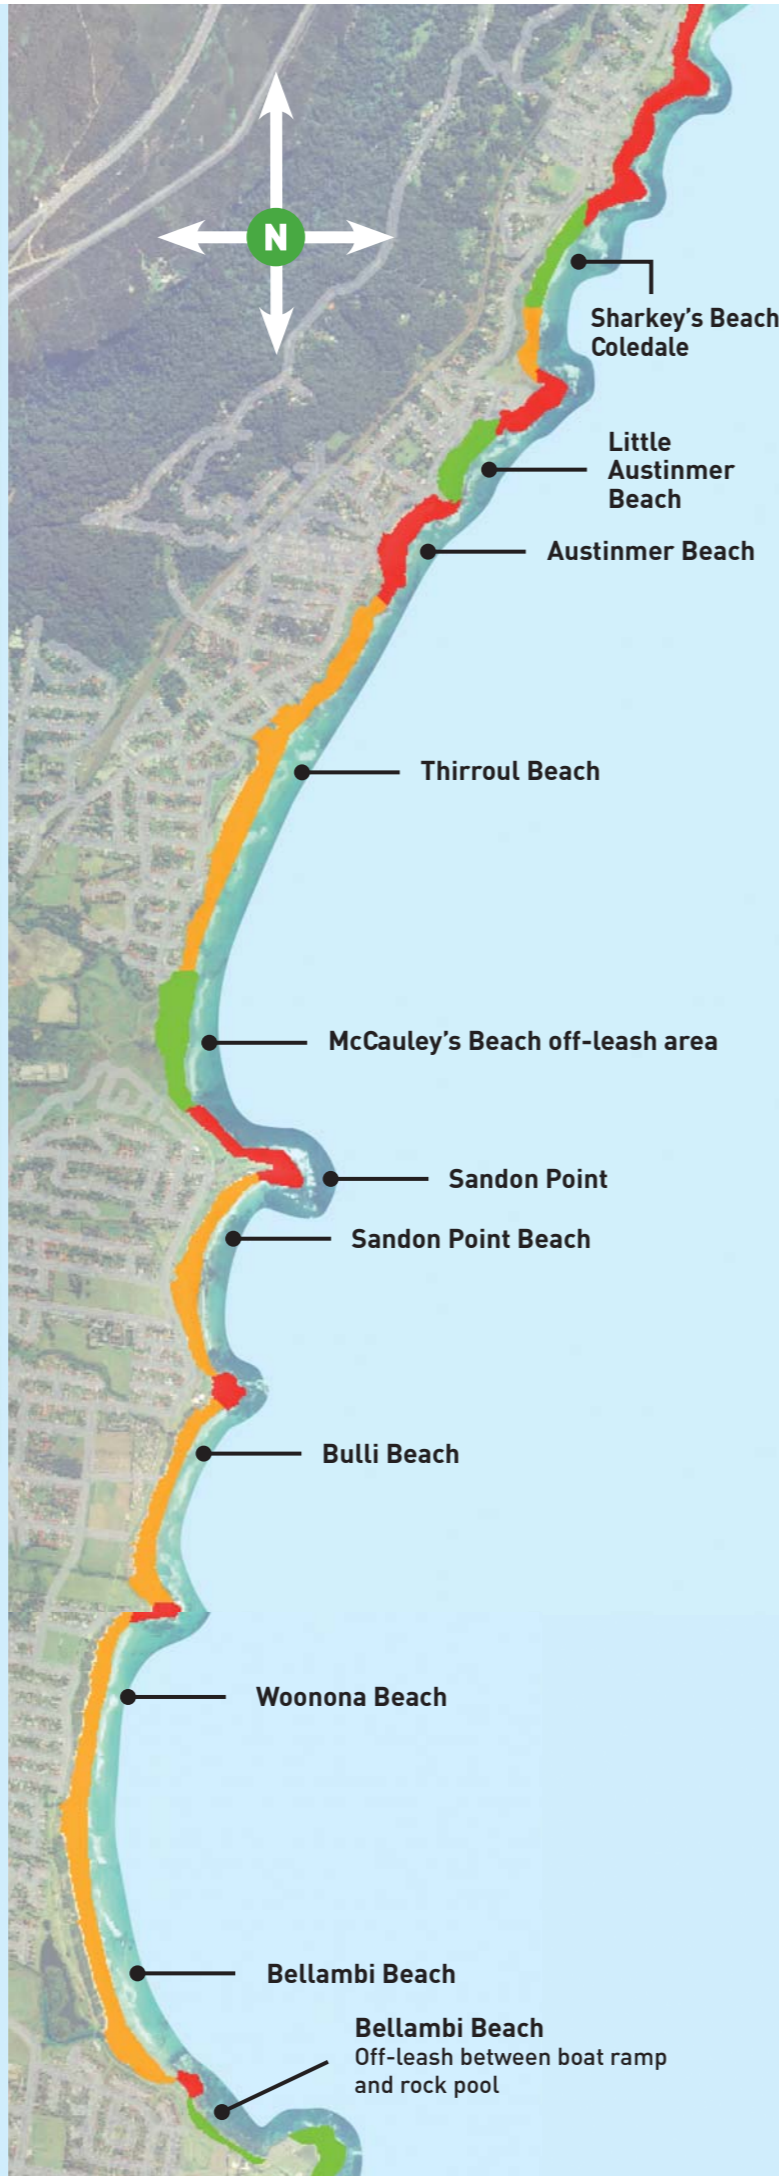 N
Sharkey's Beach
Coledale
Little
Austinmer
Beach
Austinmer Beach
Thirroul Beach
McCauley's Beach off-leash area
Sandon Point
Sandon Point Beach
Bulli Beach
Woonona Beach
Bellambi Beach
Bellambi Beach
Off-leash between boat ramp
and rock pool